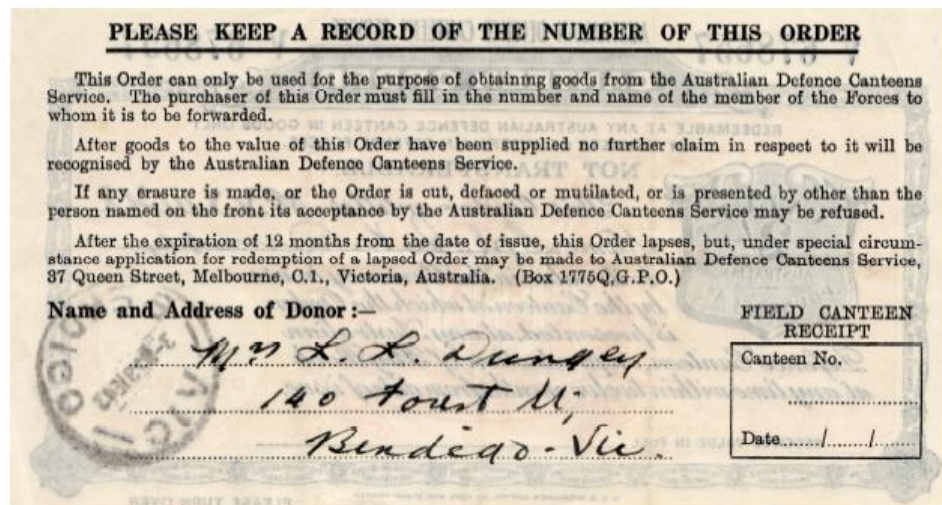 PLEASE KEEP A RECORD OF THE NUMBER OF THIS ORDER
This Order can only be used for the purpose of obtaining goods from the Australian Defence Canteens
Service. The purchaser of this Order must fill in the number and name of the member of the Forces to
whom it is to be forwarded.
After goods to the value of this Order have been supplied no further claim in respect to it will be
recognised by the Australian Defence Canteens Service.
If any erasure is made, or the Order is cut, defaced or mutilated, or is presented by other than the
person named on the front its acceptance by the Australian Defence Canteens Service may be refused.
After the expiration of 12 months from the date of issue, this Order lapses, but, under special circum-
stance application for redemption of a lapsed Order may be made to Australian Defence Canteens Service,
37 Queen Street, Melbourne, C.1., Victoria, Australia. (Box 1775Q,G.P.O.)
Name and Address of Donor:—
Mrs L. L. Dungey
140 Forest St,
Bendigo - Vic.
BENDIGO
VIC
FIELD CANTEEN
RECEIPT
Canteen No.
Date / /